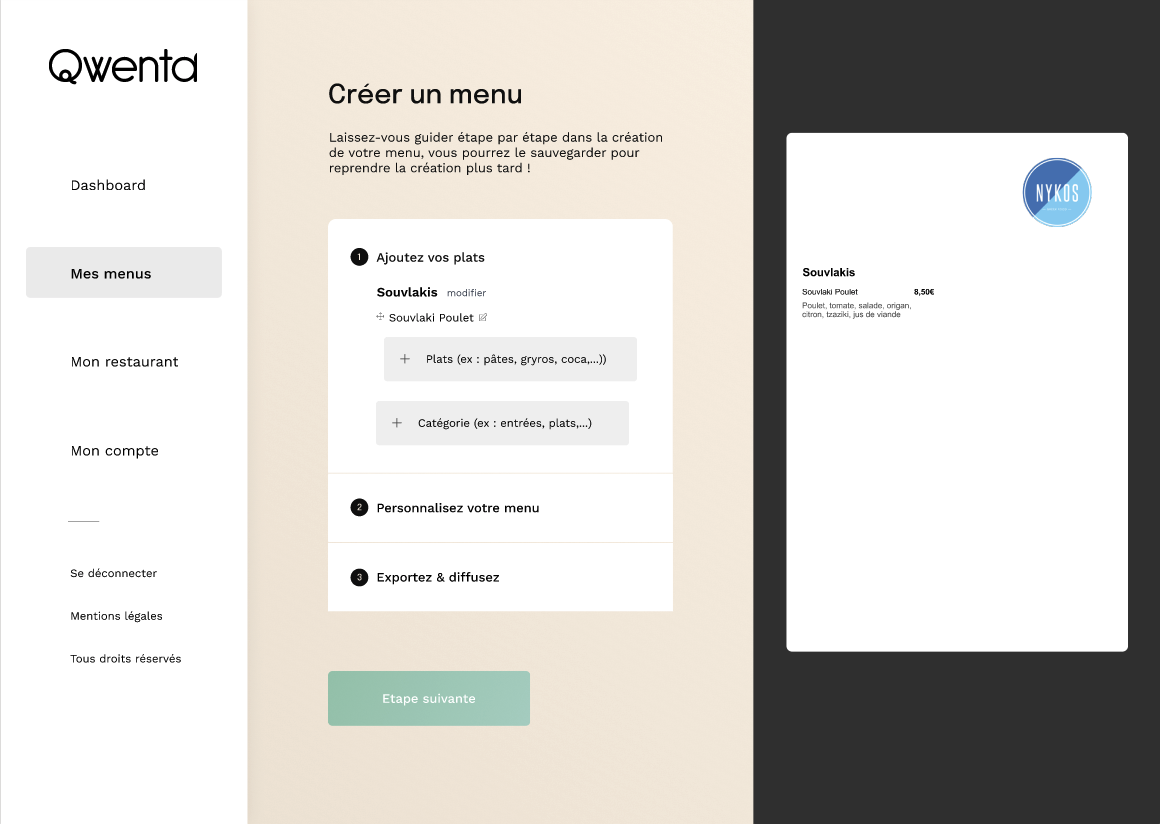 Qwenta
Dashboard
Mes menus
Mon restaurant
Mon compte
Se déconnecter
Mentions légales
Tous droits réservés
Créer un menu
Laissez-vous guider étape par étape dans la création
de votre menu, vous pourrez le sauvegarder pour
reprendre la création plus tard !
1 Ajoutez vos plats
Souvlakis modifier
Souvlaki Poulet
+ Plats (ex : pâtes, gryros, coca,...))
+ Catégorie (ex : entrées, plats,...)
2 Personnalisez votre menu
3 Exportez & diffusez
Etape suivante
NYKOS
Souvlakis
Souvlaki Poulet 8,50€
Poulet, tomate, salade, origan,
citron, tzaziki, jus de viande